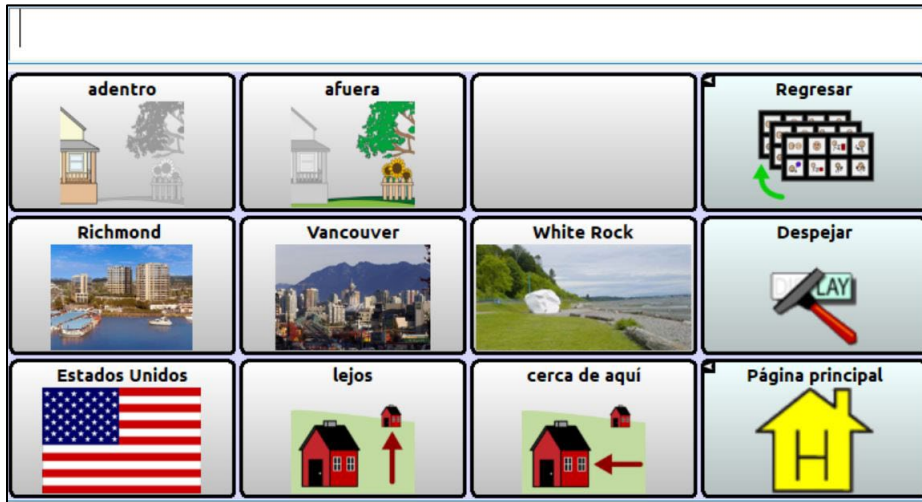 adentro
afuera
Regresar
Richmond
Vancouver
White Rock
Despejar
Estados Unidos
lejos
cerca de aquí
Página principal
H